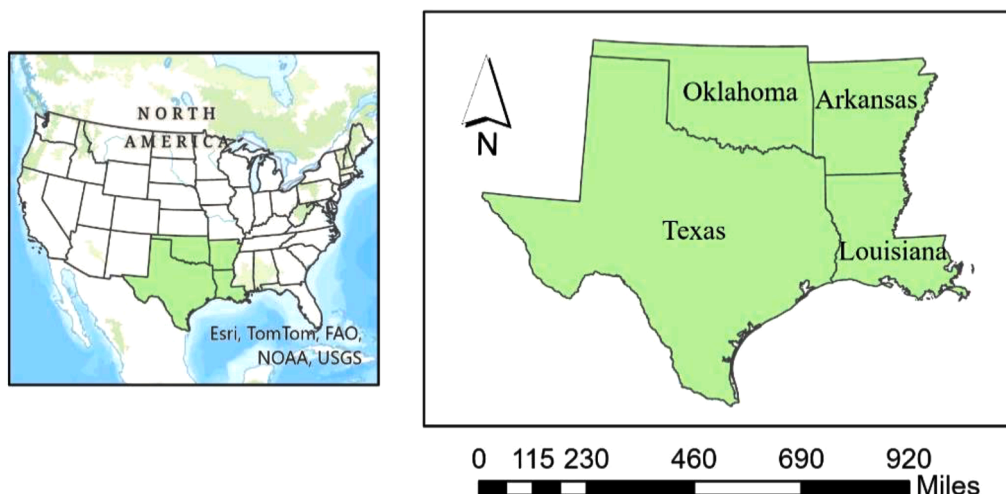 NORTH
AMERICA
Esri, TomTom, FAO,
NOAA, USGS
N
Oklahoma
Arkansas
Texas
Louisiana
0 115 230 460 690 920
Miles